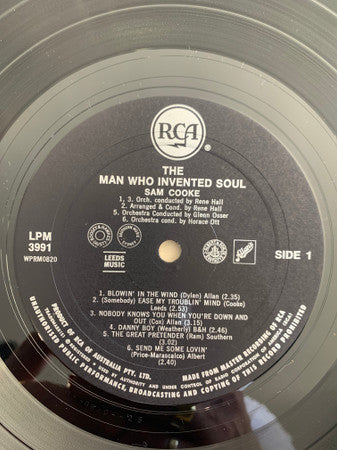 RCA
THE
MAN WHO INVENTED SOUL
SAM COOKE
1, 3. Orch. conducted by Rene Hall
2. Arranged & Cond. by Rene Hall
5. Orchestra Conducted by Glenn Osser
6. Orchestra cond. by Horace Ott
LPM
3991
WPRM0820
LEEDS
MUSIC
SIDE 1
1. BLOWIN' IN THE WIND (Dylan) Allan (2.35)
2. (Somebody) EASE MY TROUBLIN' MIND (Cooke)
Leeds (2.53)
3. NOBODY KNOWS YOU WHEN YOU'RE DOWN AND
OUT (Cox) Allan (3.15)
4. DANNY BOY (Weatherly) B&H (2.46)
5. THE GREAT PRETENDER (Ram) Southern
(3.02)
6. SEND ME SOME LOVIN'
(Price-Marascalco) Albert
(2.40)
PRODUCT OF RCA OF AUSTRALIA PTY. LTD.
MADE FROM MASTER RECORDING OF RCA
UNAUTHORISED PUBLIC PERFORMANCE, BROADCASTING AND COPYING OF THIS RECORD PROHIBITED